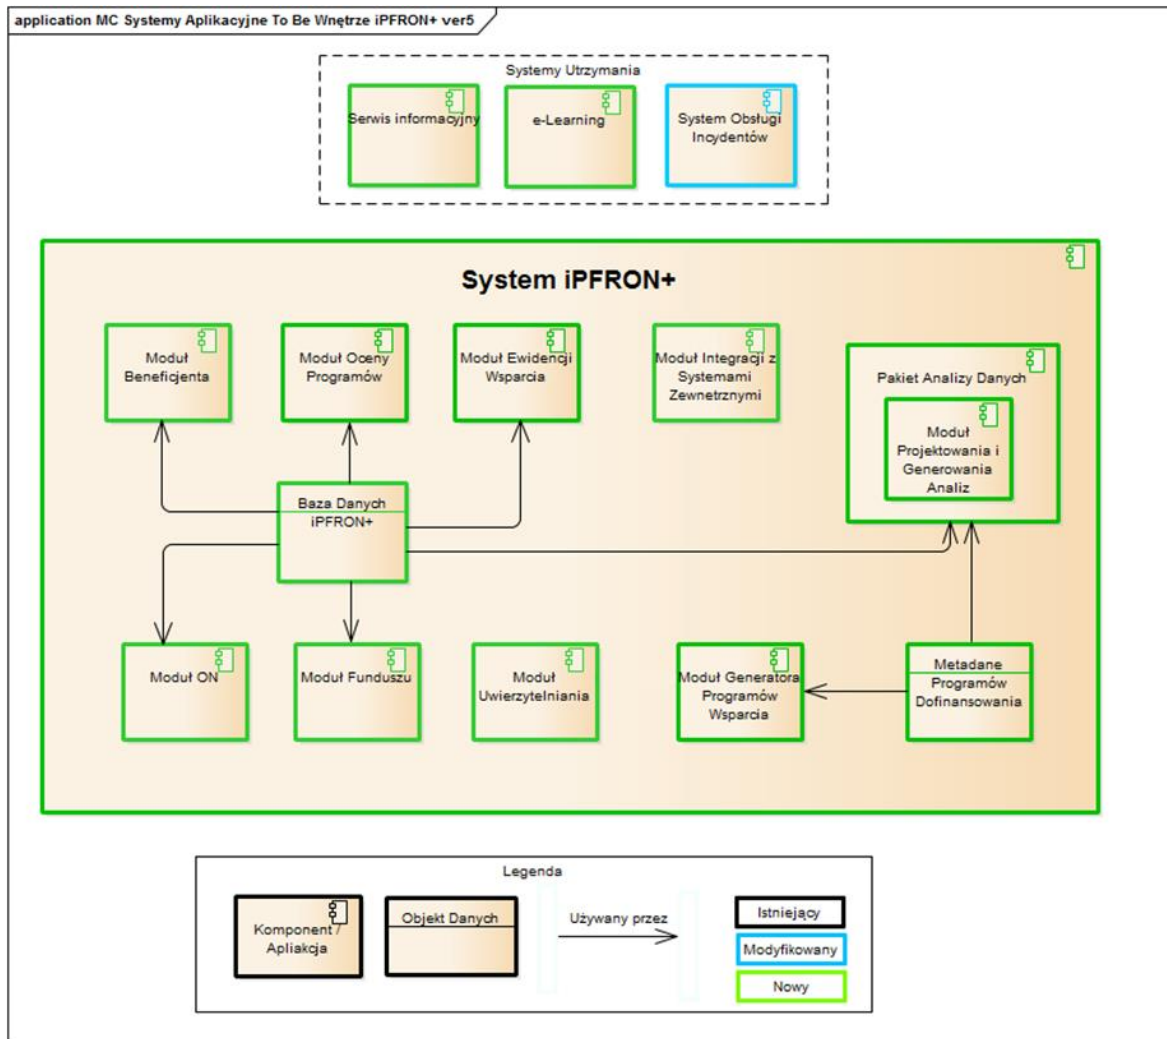 application MC Systemy Aplikacyjne To Be Wnętrze iPFRON+ ver5
Systemy Utrzymania
Serwis informacyjny
e-Learning
System Obsługi
Incydentów
System iPFRON+
Moduł
Beneficjenta
Moduł Oceny
Programów
Moduł Ewidencji
Wsparcia
Moduł Integracji z
Systemami
Zewnetrznymi
Pakiet Analizy Danych
Moduł
Projektowania i
Generowania
Analiz
Baza Danych
iPFRON+
Moduł ON
Moduł Funduszu
Moduł
Uwierzytelniania
Moduł Generatora
Programów
Wsparcia
Metadane
Programów
Dofinansowania
Legenda
Komponent /
Apliakcja
Objekt Danych
Używany przez
Istniejący
Modyfikowany
Nowy